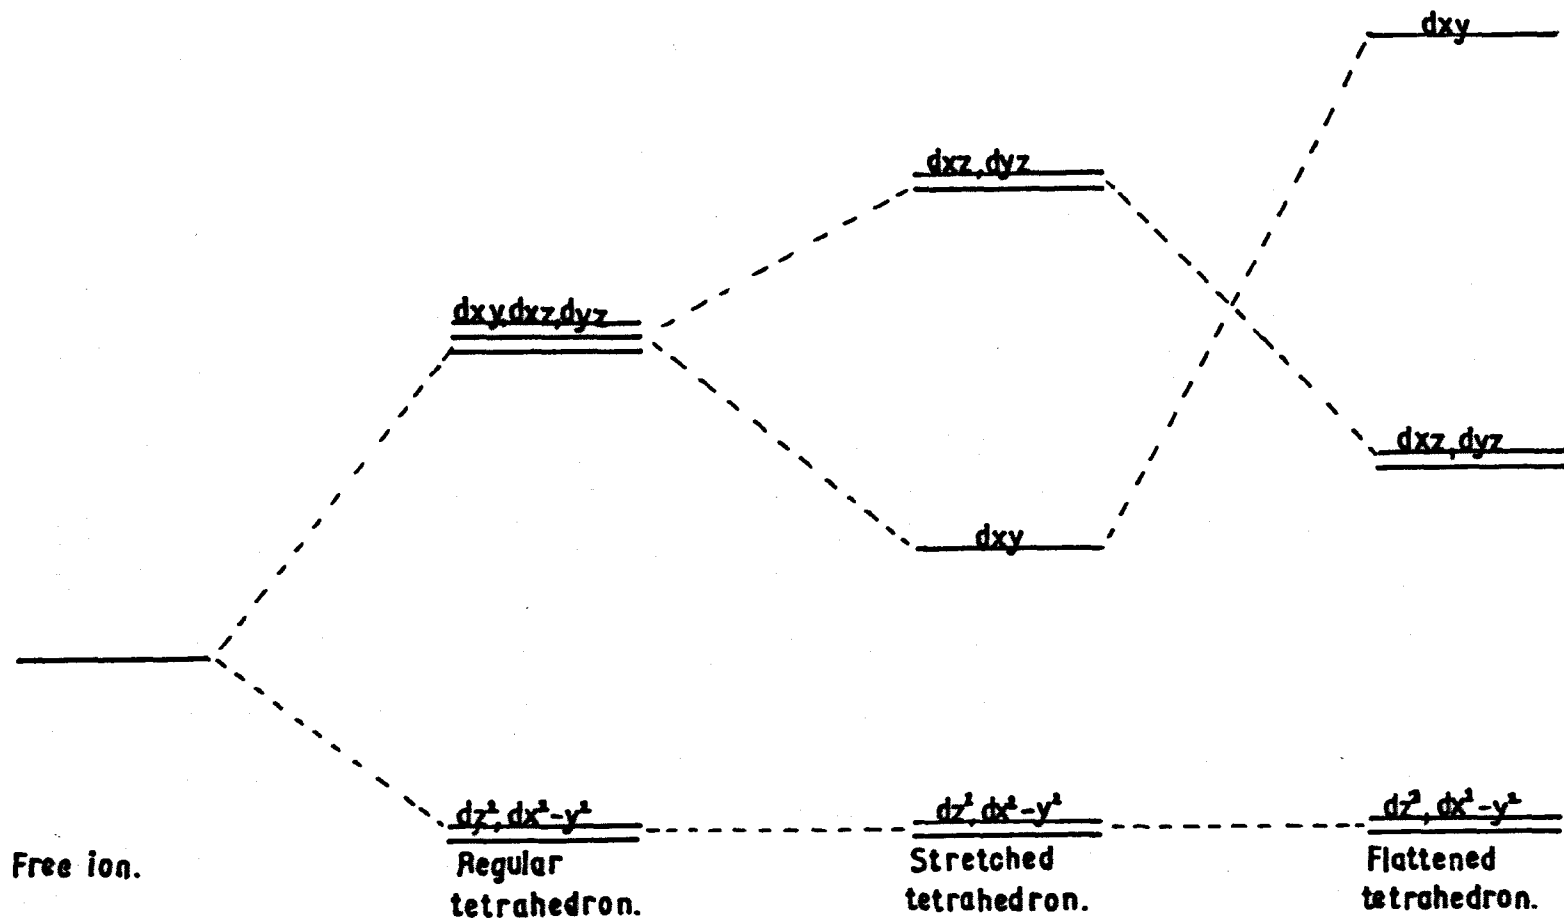 dxy
dxz,dyz
dxy,dxz,dyz
dxz,dyz
dxy
dz², dx²-y²
dz², dx²-y²
dz², dx²-y²
Free ion.
Regular
tetrahedron.
Stretched
tetrahedron.
Flattened
tetrahedron.